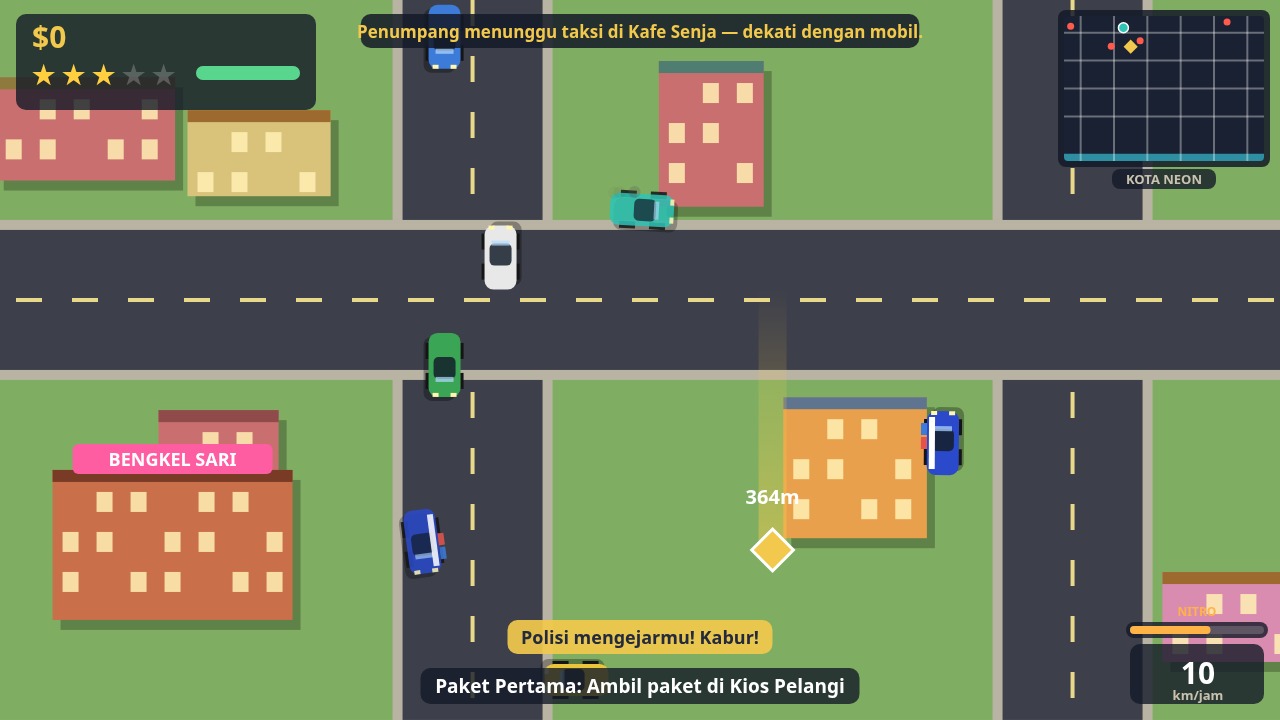 $0
Penumpang menunggu taksi di Kafe Senja — dekati dengan mobil.
KOTA NEON
BENGKEL SARI
364m
NITRO
Polisi mengejarmu! Kabur!
Paket Pertama: Ambil paket di Kios Pelangi
10
km/jam